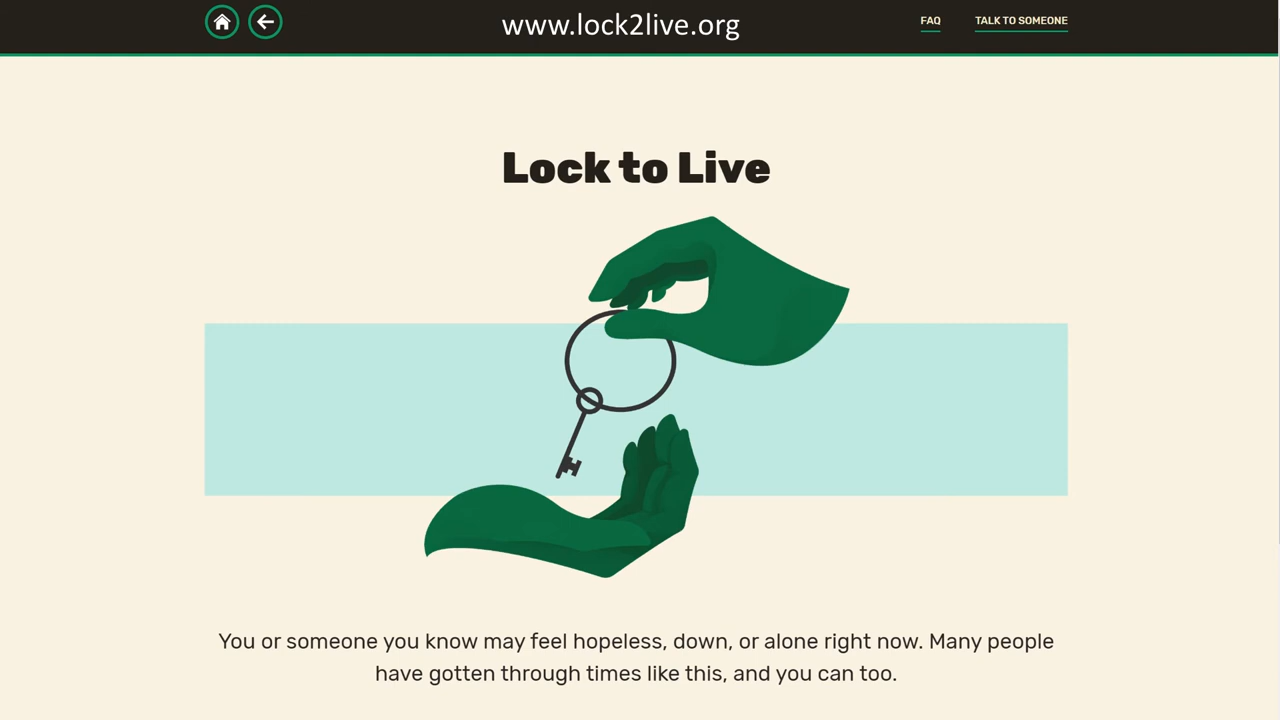 www.lock2live.org
FAQ
TALK TO SOMEONE
Lock to Live
You or someone you know may feel hopeless, down, or alone right now. Many people
have gotten through times like this, and you can too.